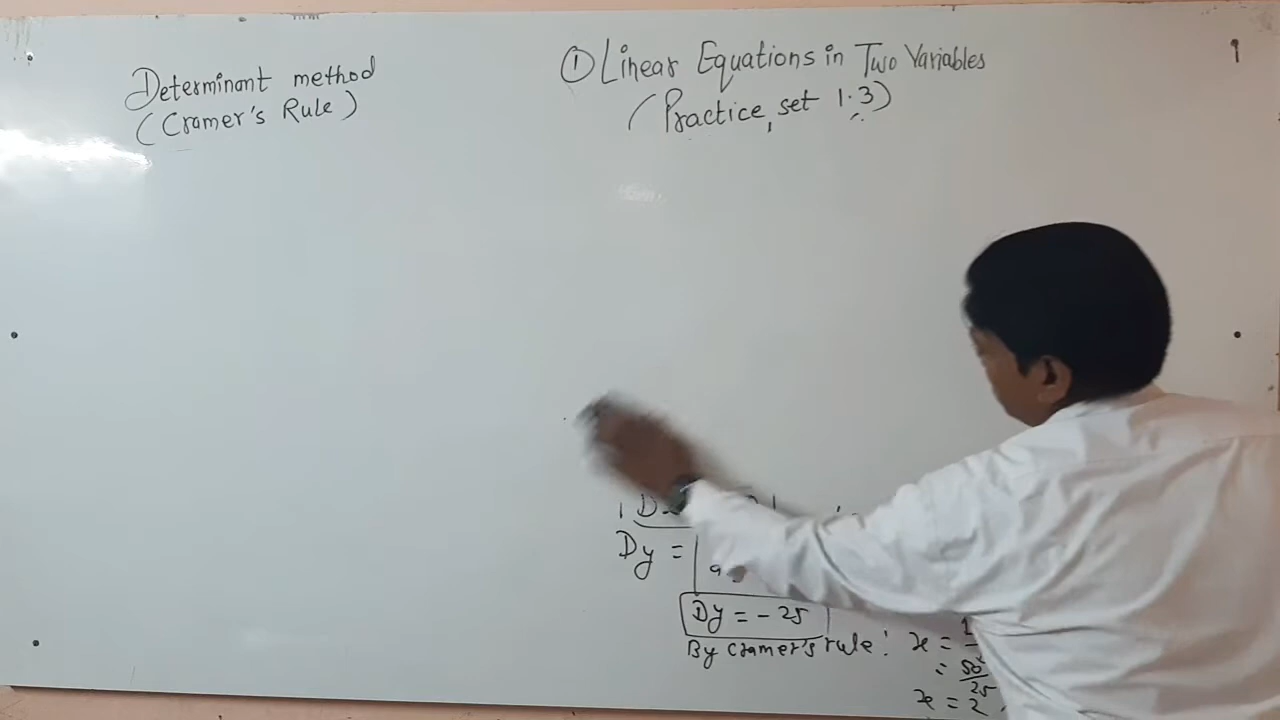 Determinant method
(Cramer's Rule)
① Linear Equations in Two Variables
(Practice set 1.3)
Dy =
Dy = - 25
By Cramer's rule : x =
= 50
25
x = 2